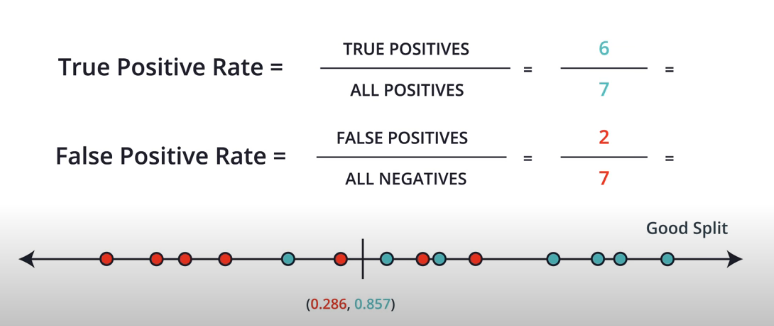 True Positive Rate = TRUE POSITIVES / ALL POSITIVES = 6 / 7 =
False Positive Rate = FALSE POSITIVES / ALL NEGATIVES = 2 / 7 =
Good Split
(0.286, 0.857)